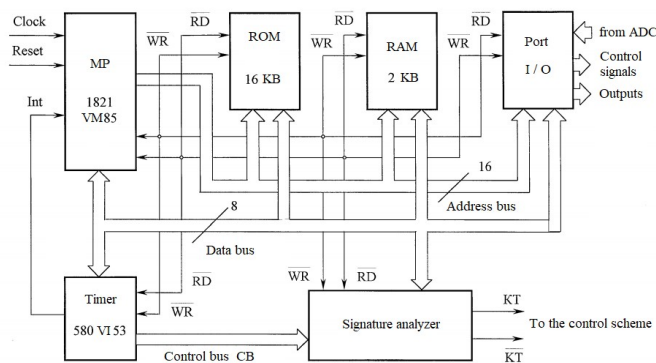 Clock
Reset
Int
MP
1821
VM85
WR
RD
ROM
16 KB
WR
RD
RAM
2 KB
WR
RD
Port
I / O
from ADC
Control
signals
Outputs
8
Data bus
16
Address bus
Timer
580 VI 53
RD
WR
Control bus CB
WR
RD
Signature analyzer
KT
To the control scheme
KT